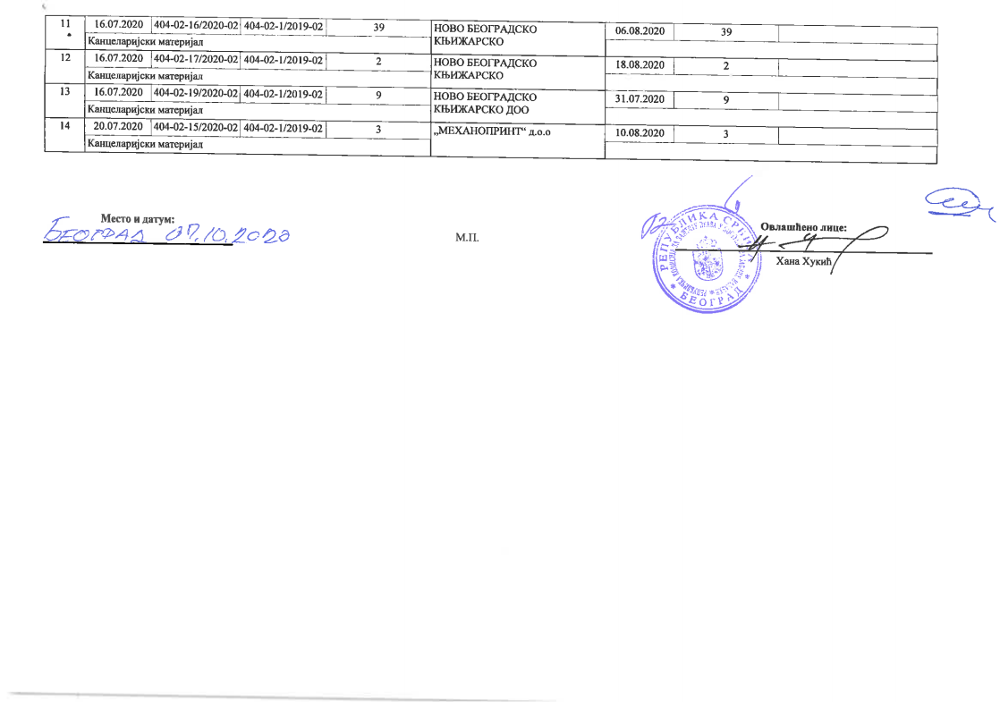 11 16.07.2020 404-02-16/2020-02 404-02-1/2019-02 39 НОВО БЕОГРАДСКО 06.08.2020 39
* Канцеларијски материјал КЊИЖАРСКО
12 16.07.2020 404-02-17/2020-02 404-02-1/2019-02 2 НОВО БЕОГРАДСКО 18.08.2020 2
Канцеларијски материјал КЊИЖАРСКО
13 16.07.2020 404-02-19/2020-02 404-02-1/2019-02 9 НОВО БЕОГРАДСКО 31.07.2020 9
Канцеларијски материјал КЊИЖАРСКО ДОО
14 20.07.2020 404-02-15/2020-02 404-02-1/2019-02 3 „МЕХАНОПРИНТ“ д.о.о 10.08.2020 3
Канцеларијски материјал
Место и датум:
БЕОГРАД 07.10.2020
М.П.
РЕПУБЛИКА СРБИЈА
БЕОГРАД
Овлашћено лице:
Хана Хукић